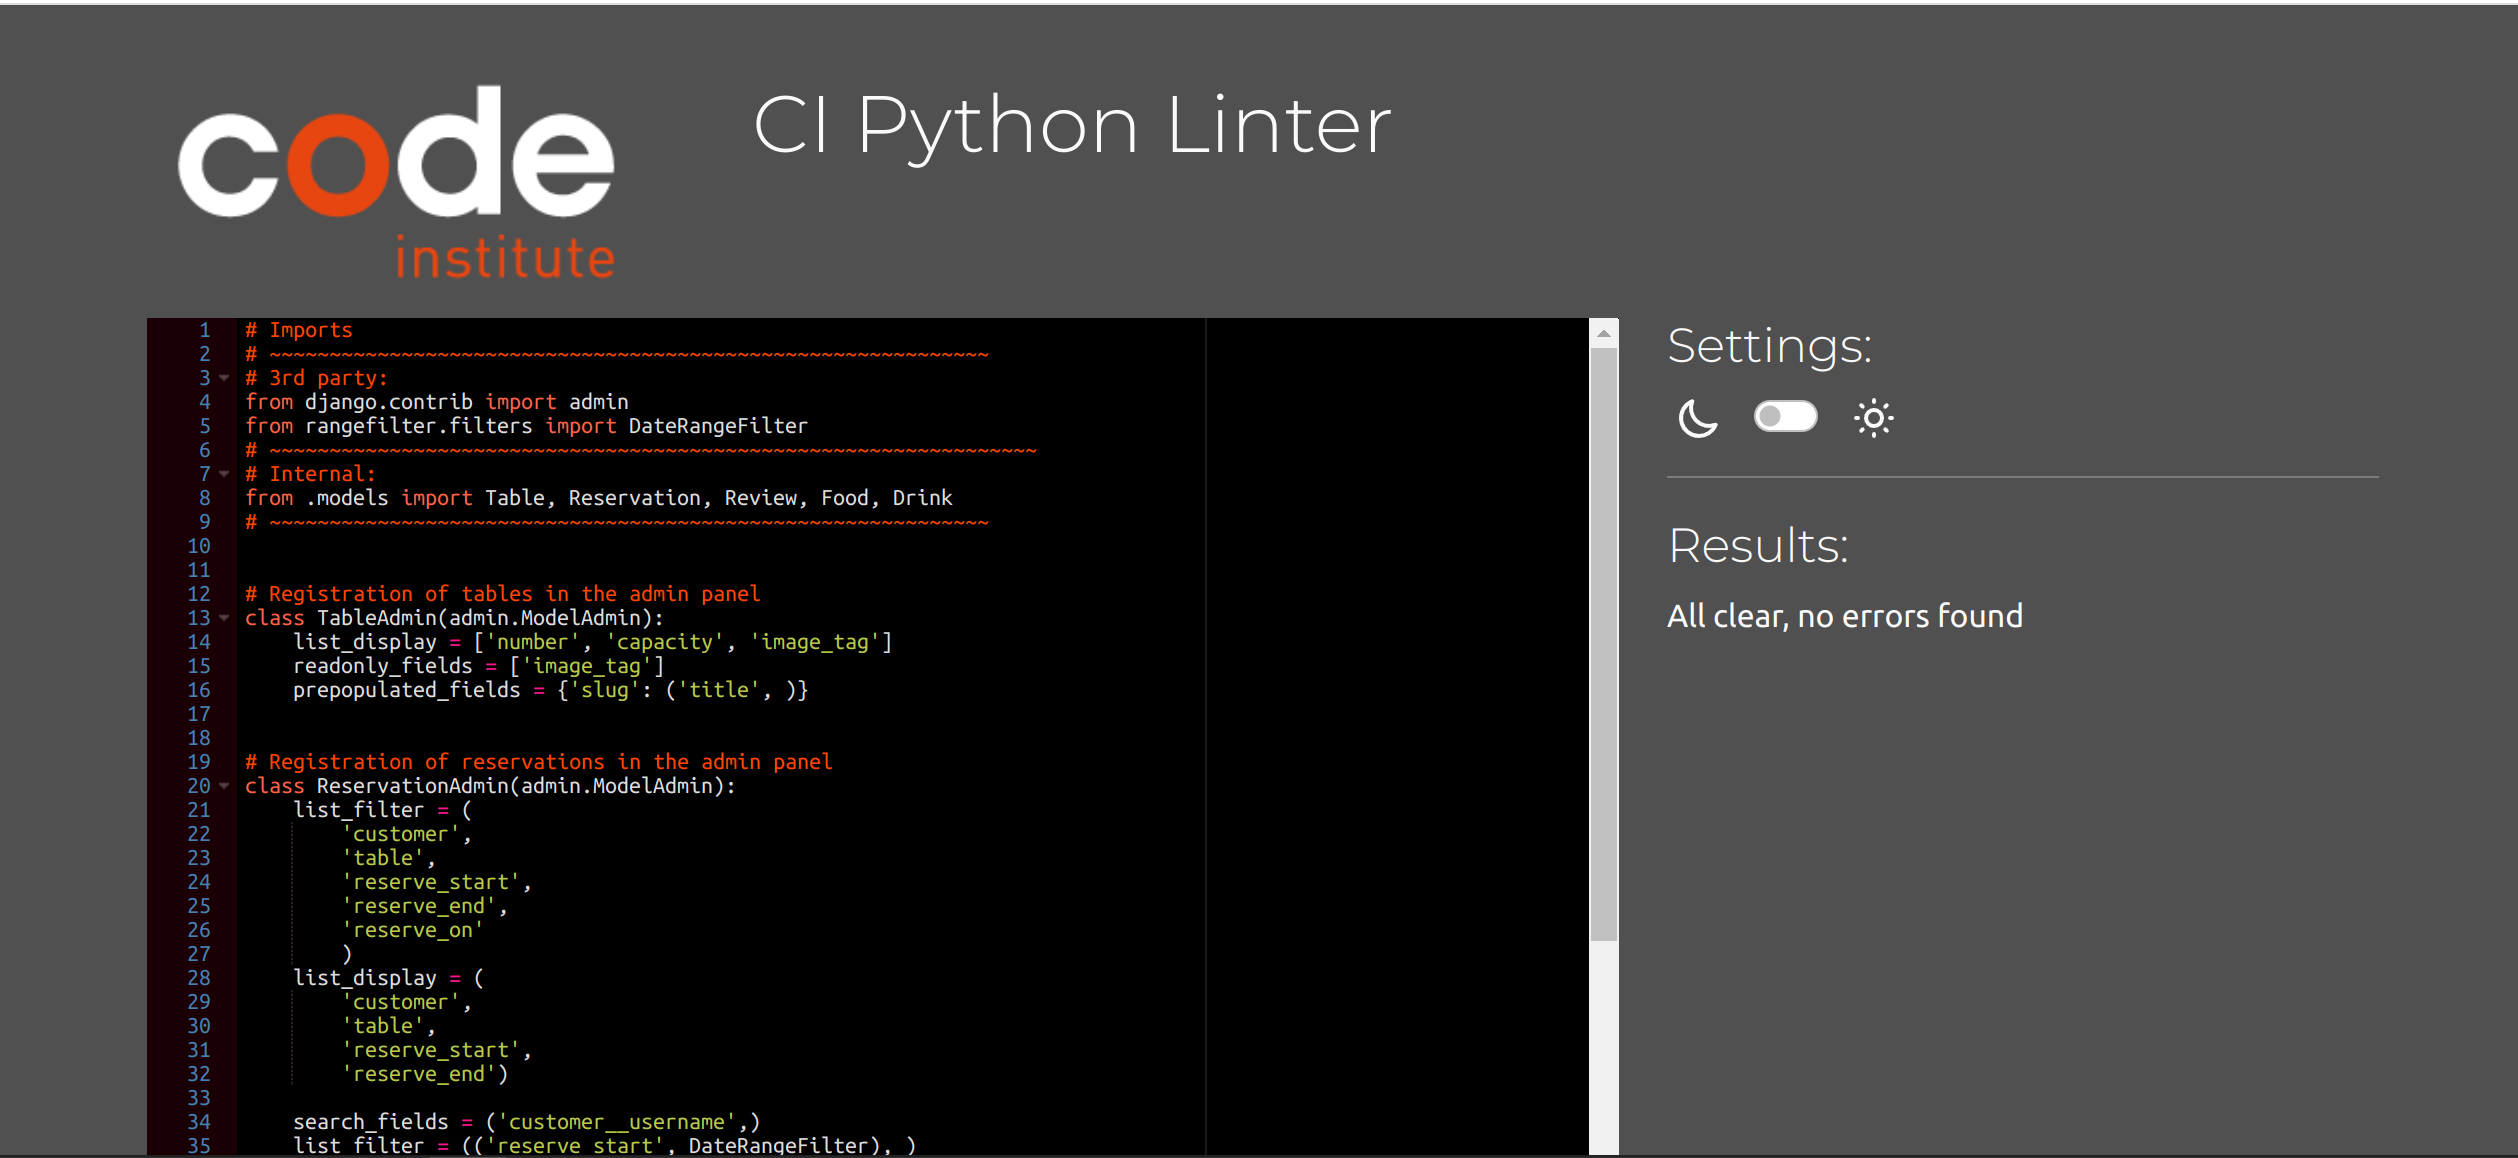 code
institute
CI Python Linter
1 # Imports
2 # ~~~~~~~~~~~~~~~~~~~~~~~~~~~~~~~~~~~~~~~~~~~~~~~~~~~~~~~~~~~~
3 # 3rd party:
4 from django.contrib import admin
5 from rangefilter.filters import DateRangeFilter
6 # ~~~~~~~~~~~~~~~~~~~~~~~~~~~~~~~~~~~~~~~~~~~~~~~~~~~~~~~~~~~~~~~~
7 # Internal:
8 from .models import Table, Reservation, Review, Food, Drink
9 # ~~~~~~~~~~~~~~~~~~~~~~~~~~~~~~~~~~~~~~~~~~~~~~~~~~~~~~~~~~~~
10
11
12 # Registration of tables in the admin panel
13 class TableAdmin(admin.ModelAdmin):
14     list_display = ['number', 'capacity', 'image_tag']
15     readonly_fields = ['image_tag']
16     prepopulated_fields = {'slug': ('title', )}
17
18
19 # Registration of reservations in the admin panel
20 class ReservationAdmin(admin.ModelAdmin):
21     list_filter = (
22         'customer',
23         'table',
24         'reserve_start',
25         'reserve_end',
26         'reserve_on'
27         )
28     list_display = (
29         'customer',
30         'table',
31         'reserve_start',
32         'reserve_end')
33
34     search_fields = ('customer__username',)
35     list_filter = (('reserve_start', DateRangeFilter), )
Settings:
Results:
All clear, no errors found